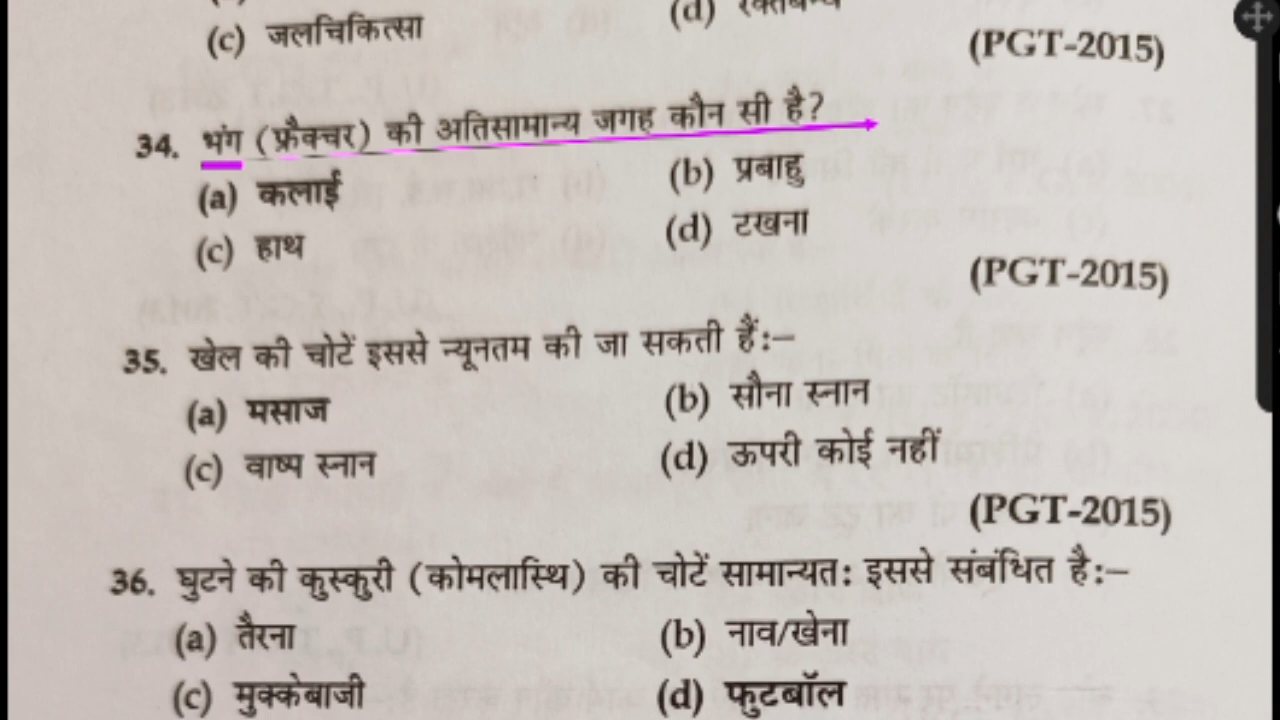 (c) जलचिकित्सा (d)
(PGT-2015)
34. भंग (फ्रैक्चर) की अतिसामान्य जगह कौन सी है?
(a) कलाई (b) प्रबाहु
(c) हाथ (d) टखना
(PGT-2015)
35. खेल की चोटें इससे न्यूनतम की जा सकती हैं:–
(a) मसाज (b) सौना स्नान
(c) वाष्प स्नान (d) ऊपरी कोई नहीं
(PGT-2015)
36. घुटने की कुस्कुरी (कोमलास्थि) की चोटें सामान्यतः इससे संबंधित है:–
(a) तैरना (b) नाव/खेना
(c) मुक्केबाजी (d) फुटबॉल